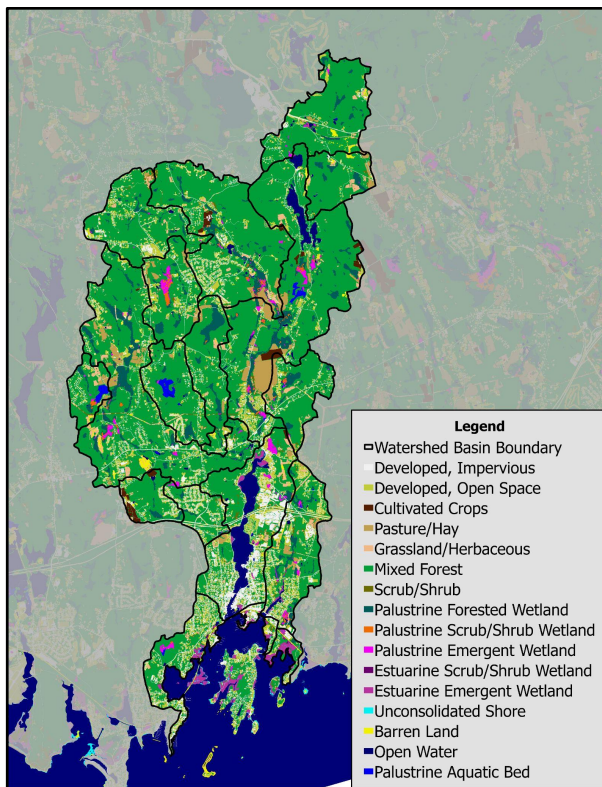 Legend
Watershed Basin Boundary
Developed, Impervious
Developed, Open Space
Cultivated Crops
Pasture/Hay
Grassland/Herbaceous
Mixed Forest
Scrub/Shrub
Palustrine Forested Wetland
Palustrine Scrub/Shrub Wetland
Palustrine Emergent Wetland
Estuarine Scrub/Shrub Wetland
Estuarine Emergent Wetland
Unconsolidated Shore
Barren Land
Open Water
Palustrine Aquatic Bed